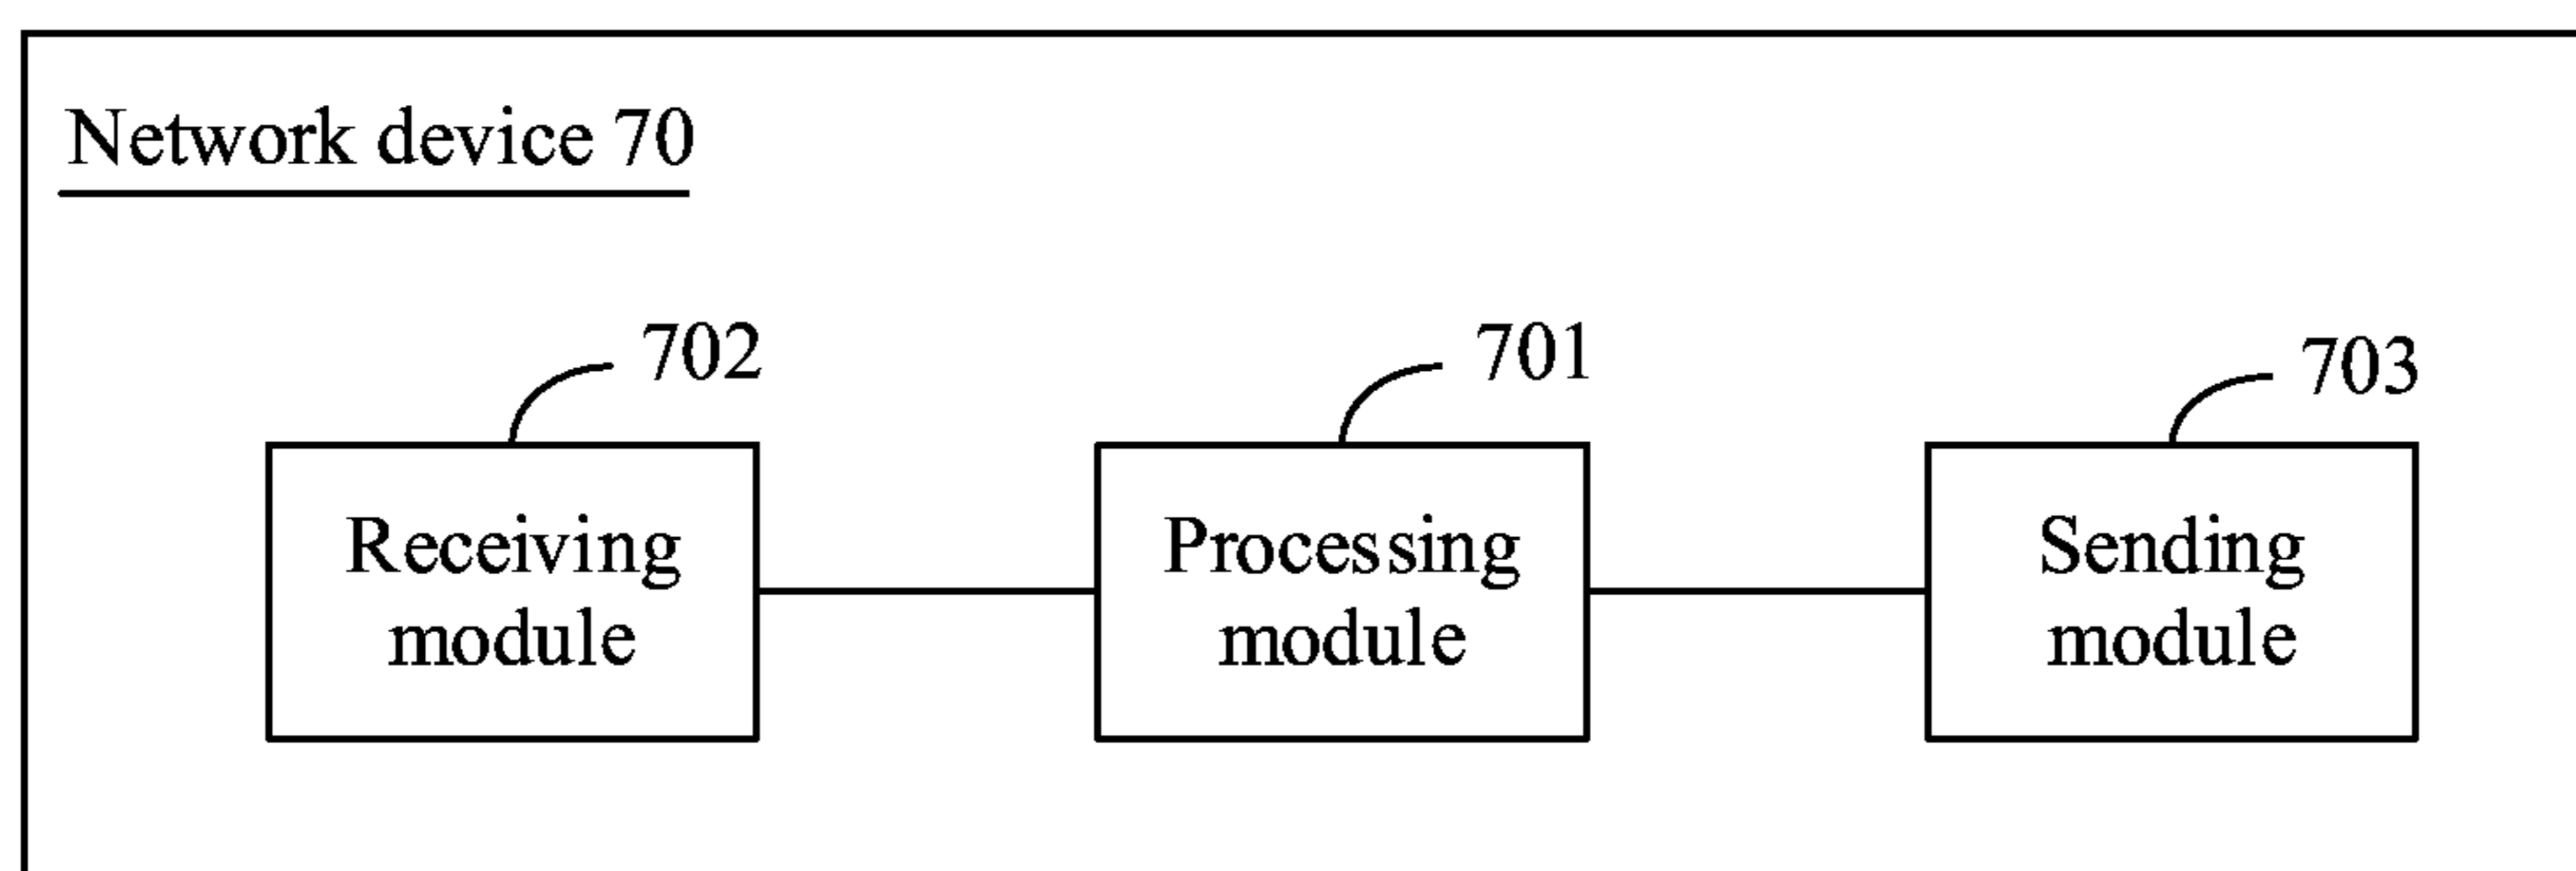 Network device 70
702
701
703
Receiving
module
Processing
module
Sending
module